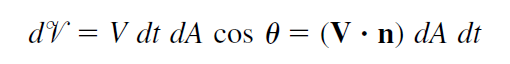 d𝒱 = V dt dA cos θ = (V · n) dA dt